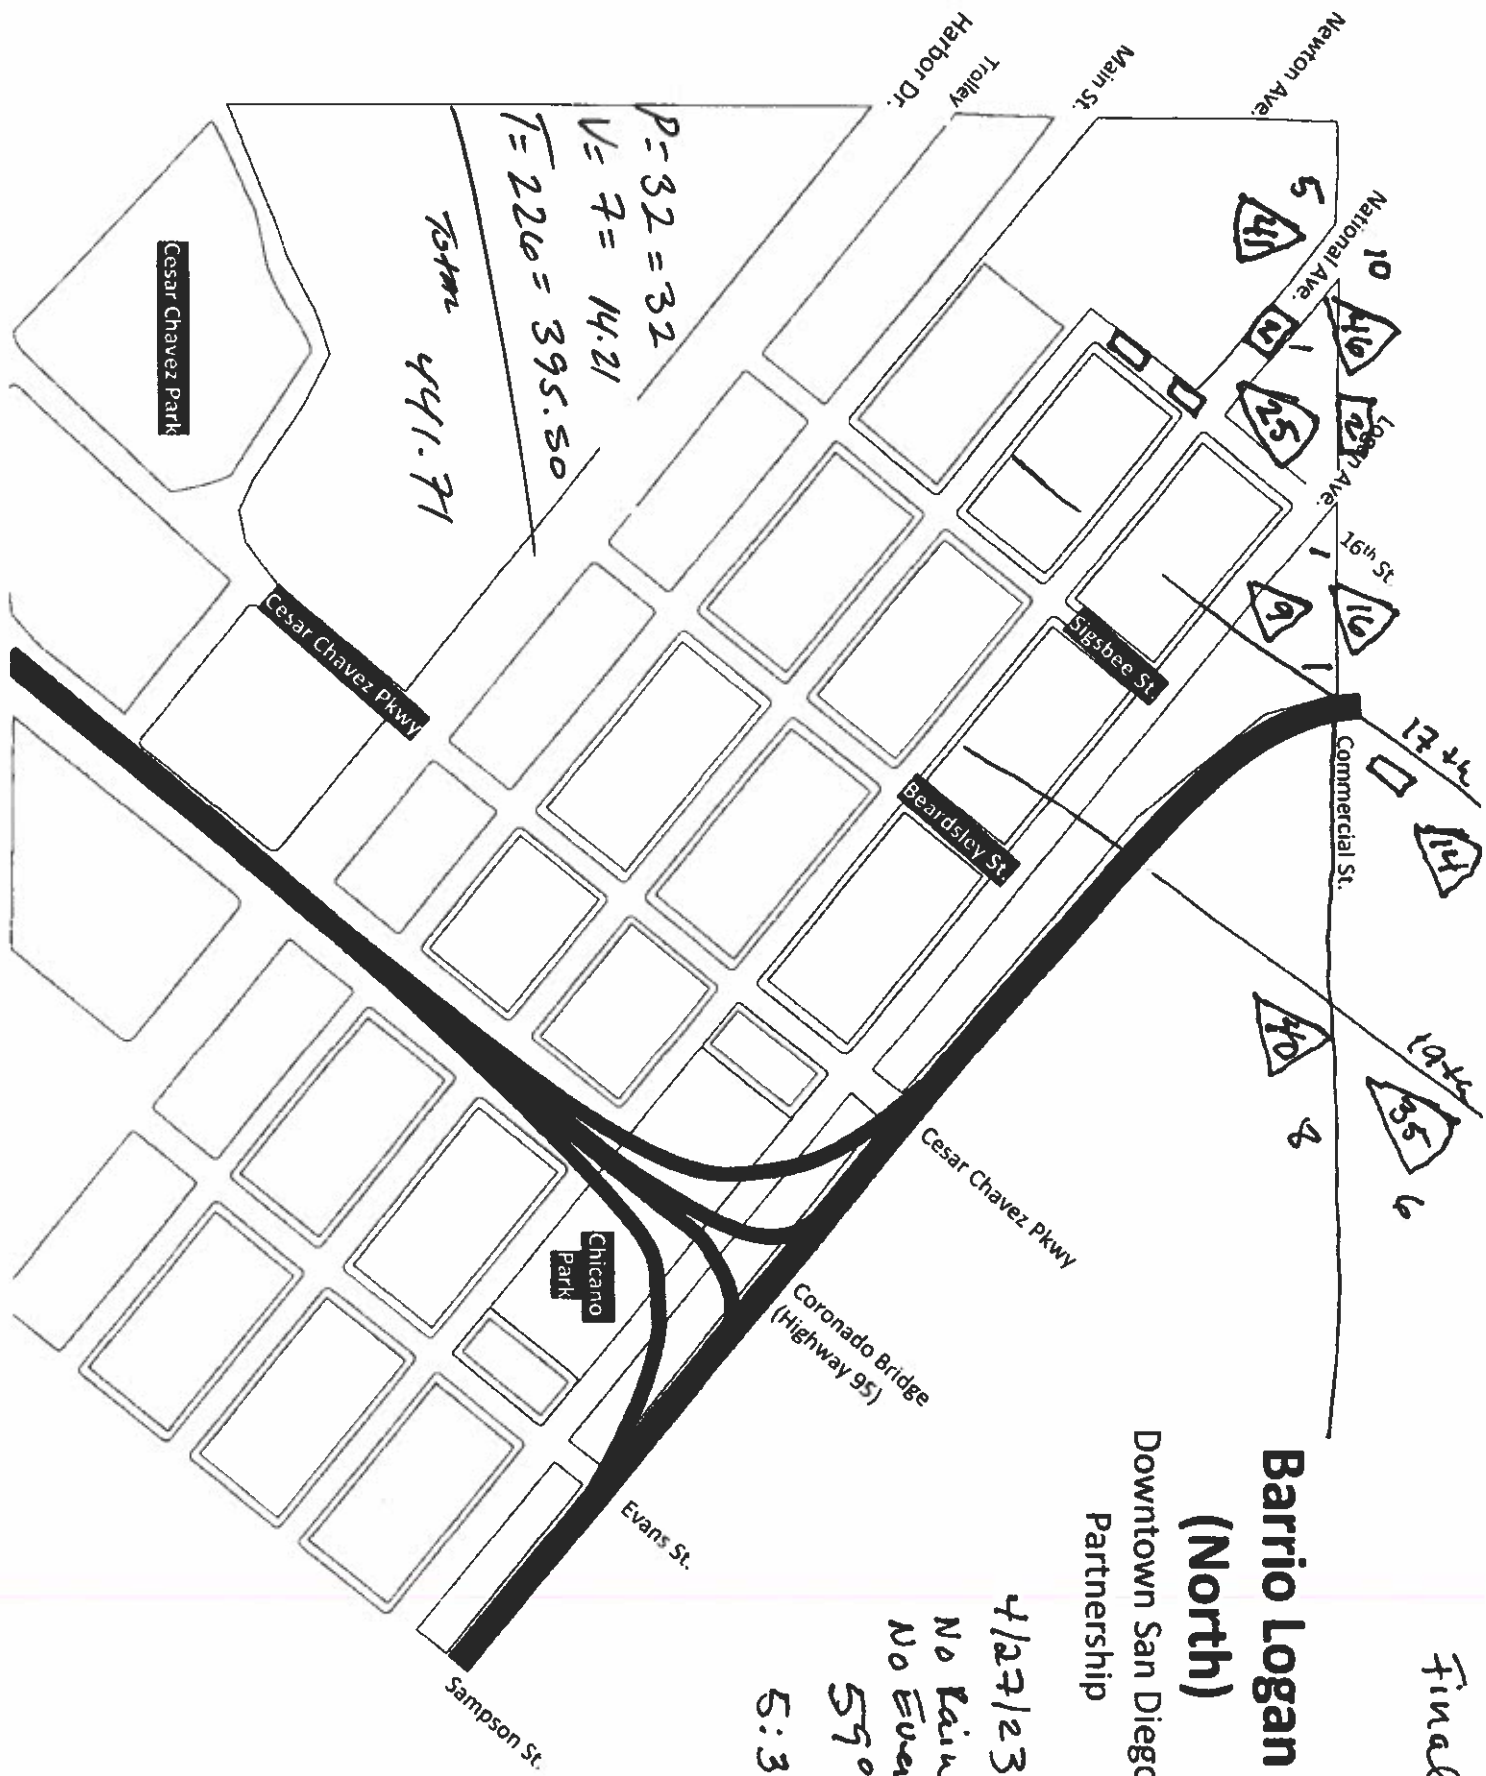 Final
Barrio Logan
(North)
Downtown San Diego
Partnership
4/27/23
No Rain
No Even
59°
5:3
Newton Ave.
National Ave.
Logan Ave.
16th St.
17th
Commercial St.
19th
Main St.
Trolley
Harbor Dr.
5
10
46
1
25
1
9
16
1
14
40
8
35
6
Sigsbee St.
Beardsley St.
Cesar Chavez Pkwy
Cesar Chavez Pkwy
Coronado Bridge
(Highway 95)
Evans St.
Sampson St.
Chicano
Park
Cesar Chavez Park
P=32=32
V=7=14.21
T=226=395.50
Total 441.71